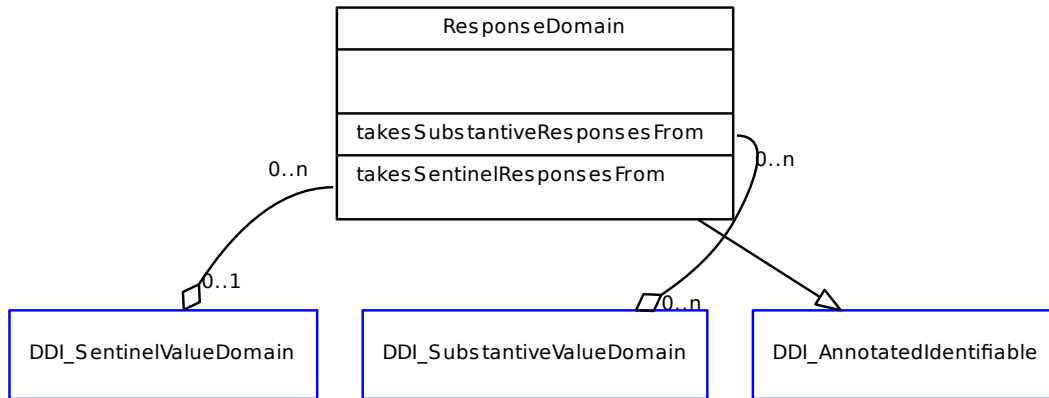 ResponseDomain
takesSubstantiveResponsesFrom
0..n
0..n
takesSentinelResponsesFrom
0..1
0..n
DDI_SentinelValueDomain
DDI_SubstantiveValueDomain
DDI_AnnotatedIdentifiable